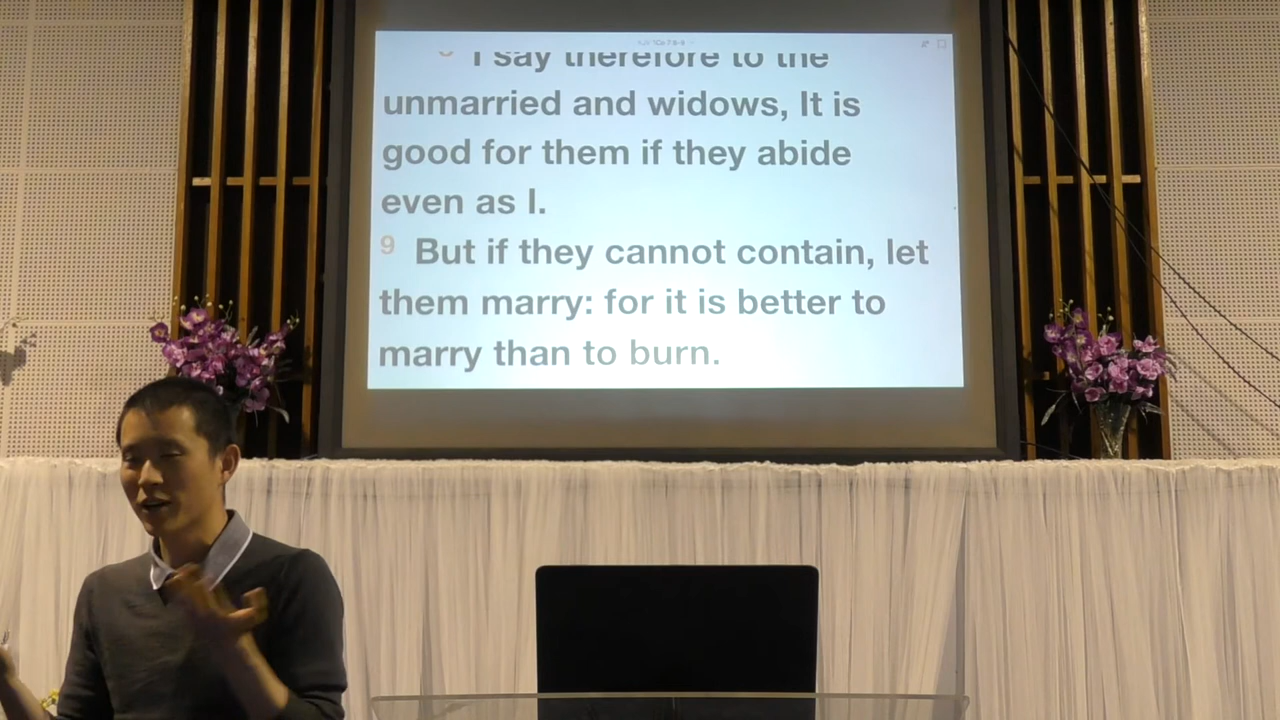 I say therefore to the
unmarried and widows, It is
good for them if they abide
even as I.
9 But if they cannot contain, let
them marry: for it is better to
marry than to burn.